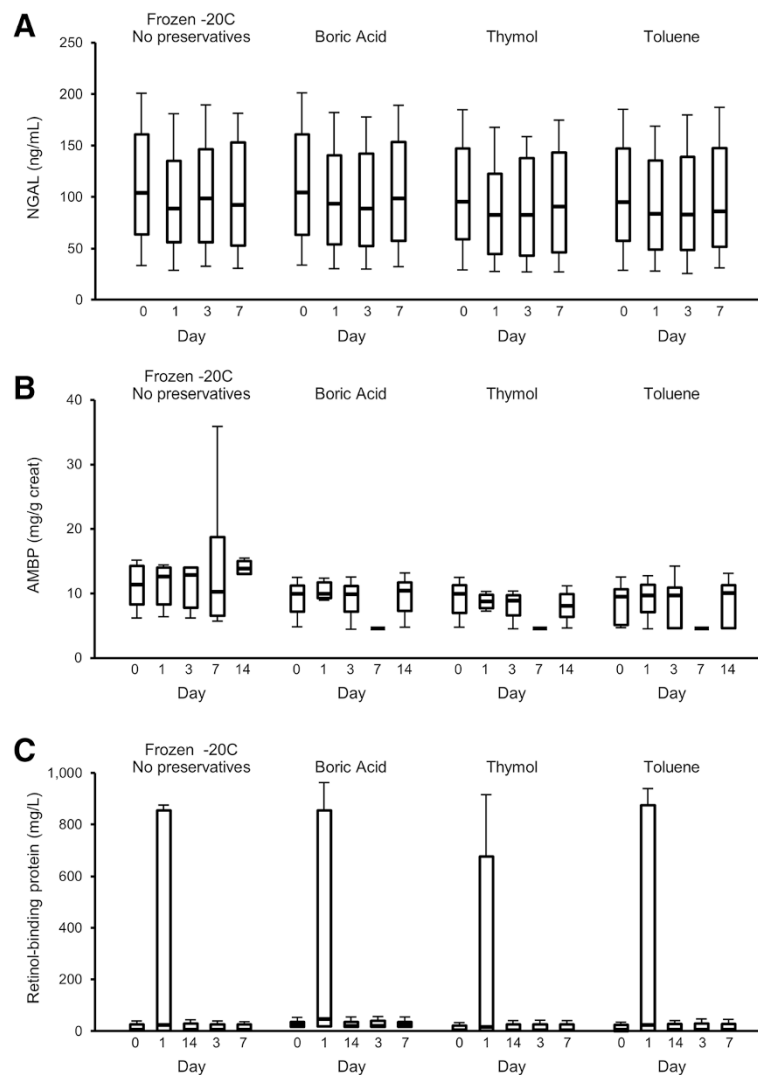 A
Frozen -20C
No preservatives
Boric Acid
Thymol
Toluene
NGAL (ng/mL)
250
200
150
100
50
0
0 1 3 7 0 1 3 7 0 1 3 7 0 1 3 7
Day Day Day Day
B
Frozen -20C
No preservatives
Boric Acid
Thymol
Toluene
AMBP (mg/g creat)
40
30
20
10
0
0 1 3 7 14 0 1 3 7 14 0 1 3 7 14 0 1 3 7 14
Day Day Day Day
C
Frozen -20C
No preservatives
Boric Acid
Thymol
Toluene
Retinol-binding protein (mg/L)
1,000
800
600
400
200
0
0 1 14 3 7 0 1 14 3 7 0 1 14 3 7 0 1 14 3 7
Day Day Day Day